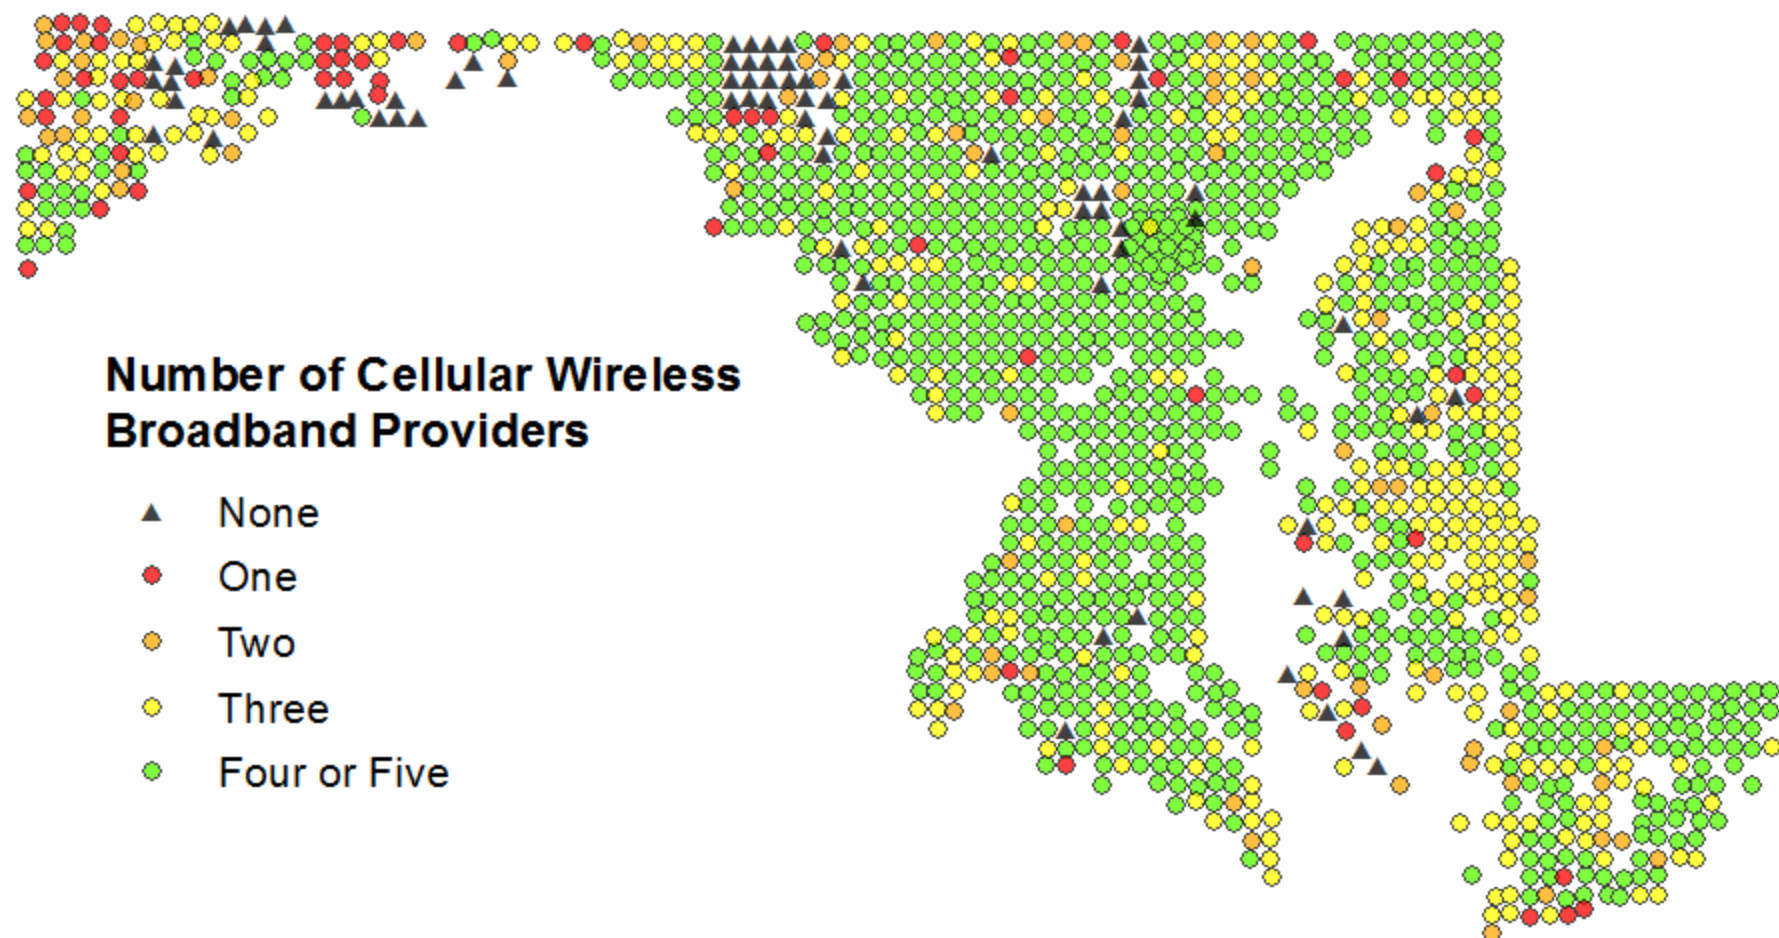 Number of Cellular Wireless
Broadband Providers
None
One
Two
Three
Four or Five